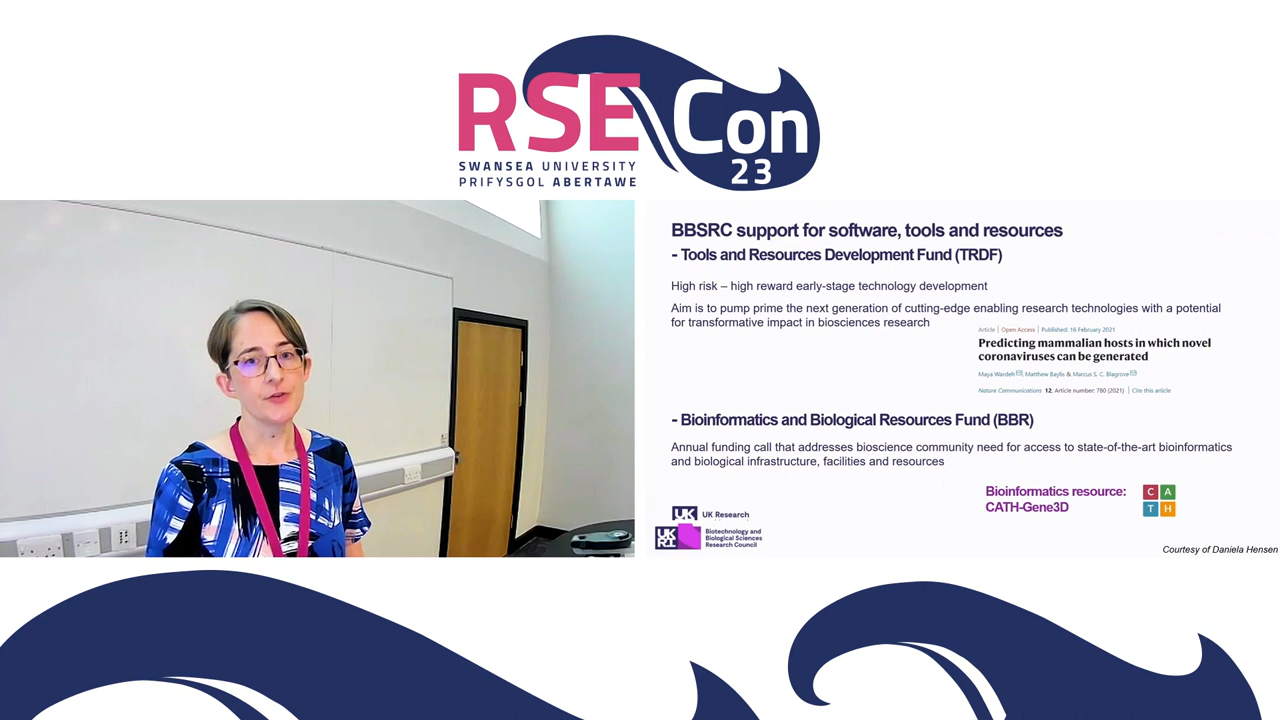 RSE Con
23
SWANSEA UNIVERSITY
PRIFYSGOL ABERTAWE
BBSRC support for software, tools and resources
- Tools and Resources Development Fund (TRDF)
High risk – high reward early-stage technology development
Aim is to pump prime the next generation of cutting-edge enabling research technologies with a potential
for transformative impact in biosciences research
Article | Open Access | Published: 16 February 2021
Predicting mammalian hosts in which novel
coronaviruses can be generated
Maya Wardeh, Matthew Baylis & Marcus S. C. Blagrove
Nature Communications 12, Article number: 780 (2021) | Cite this article
- Bioinformatics and Biological Resources Fund (BBR)
Annual funding call that addresses bioscience community need for access to state-of-the-art bioinformatics
and biological infrastructure, facilities and resources
Bioinformatics resource:
CATH-Gene3D
C A
T H
UK
RI
UK Research
UK
RI
Biotechnology and
Biological Sciences
Research Council
Courtesy of Daniela Hensen